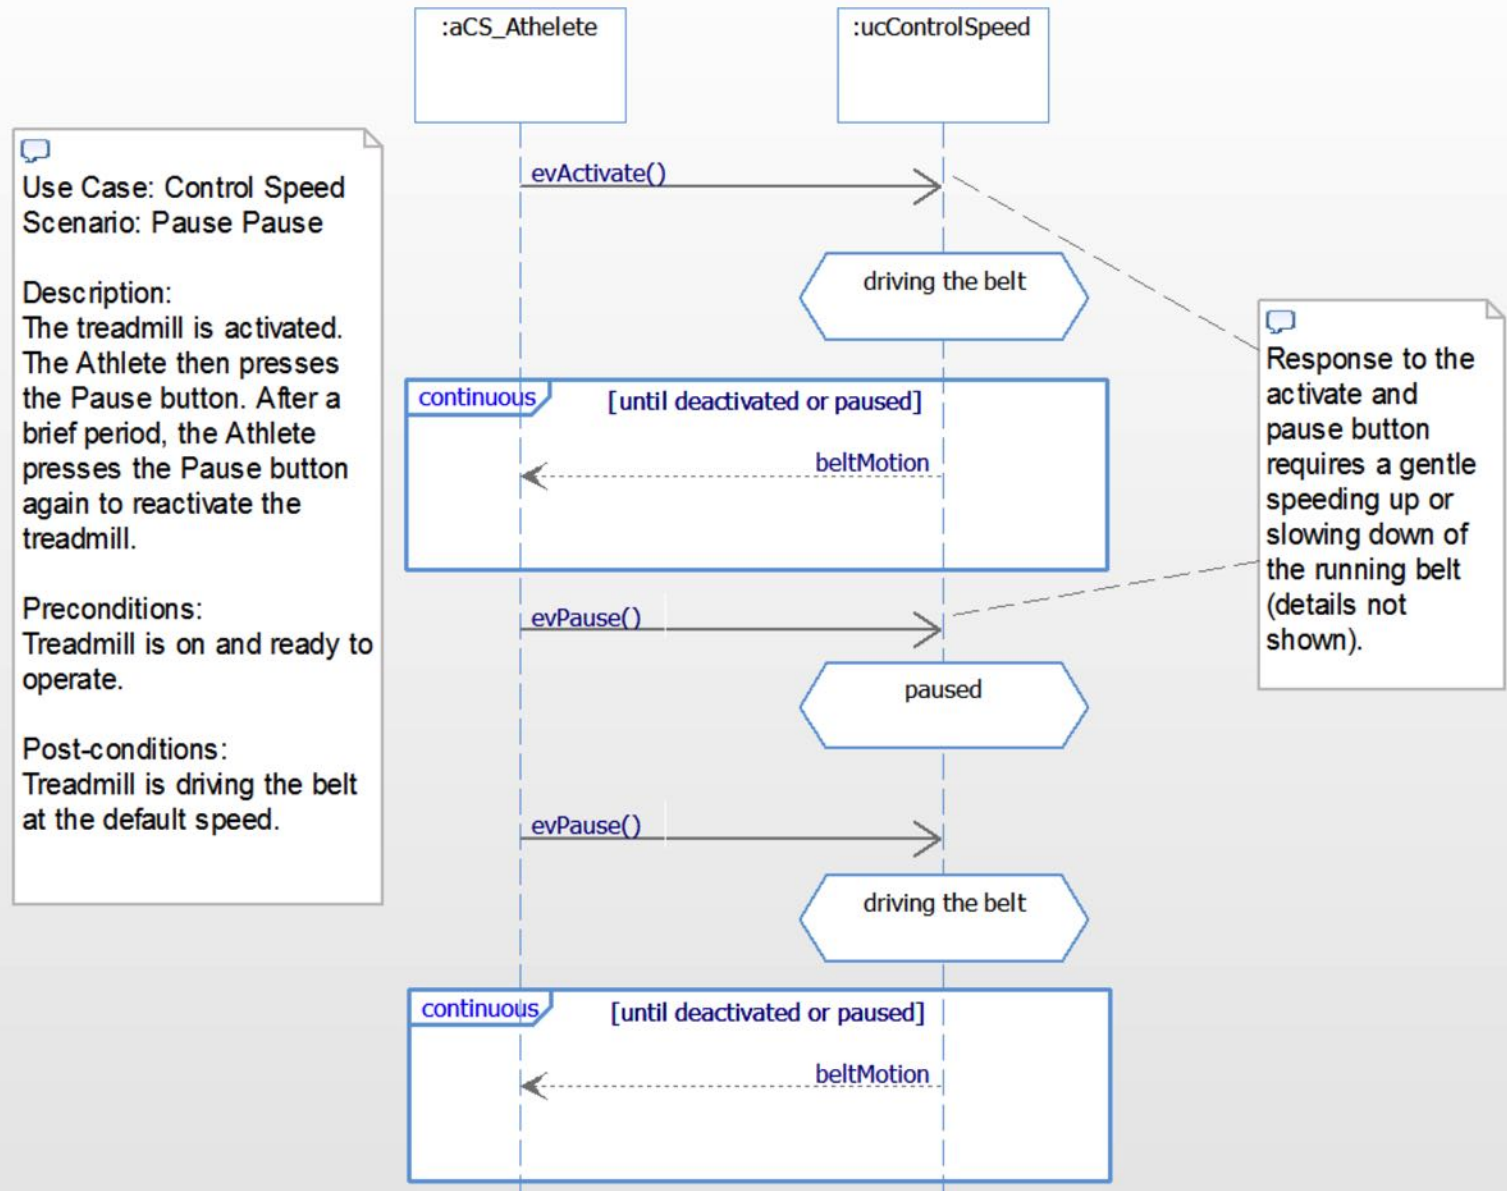 :aCS_Athelete
:ucControlSpeed
Use Case: Control Speed
Scenario: Pause Pause
Description:
The treadmill is activated.
The Athlete then presses
the Pause button. After a
brief period, the Athlete
presses the Pause button
again to reactivate the
treadmill.
Preconditions:
Treadmill is on and ready to
operate.
Post-conditions:
Treadmill is driving the belt
at the default speed.
evActivate()
driving the belt
continuous
[until deactivated or paused]
beltMotion
evPause()
paused
evPause()
driving the belt
continuous
[until deactivated or paused]
beltMotion
Response to the
activate and
pause button
requires a gentle
speeding up or
slowing down of
the running belt
(details not
shown).